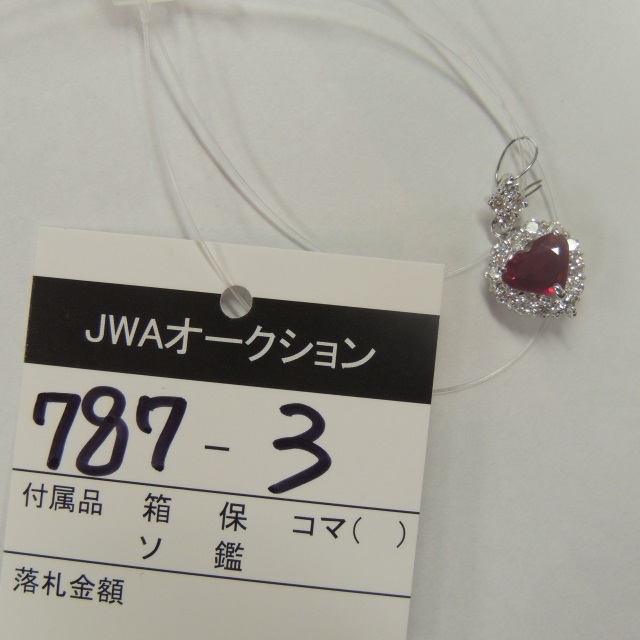 JWAオークション
787-3
付属品 箱 保 コマ( )
ソ 鑑
落札金額